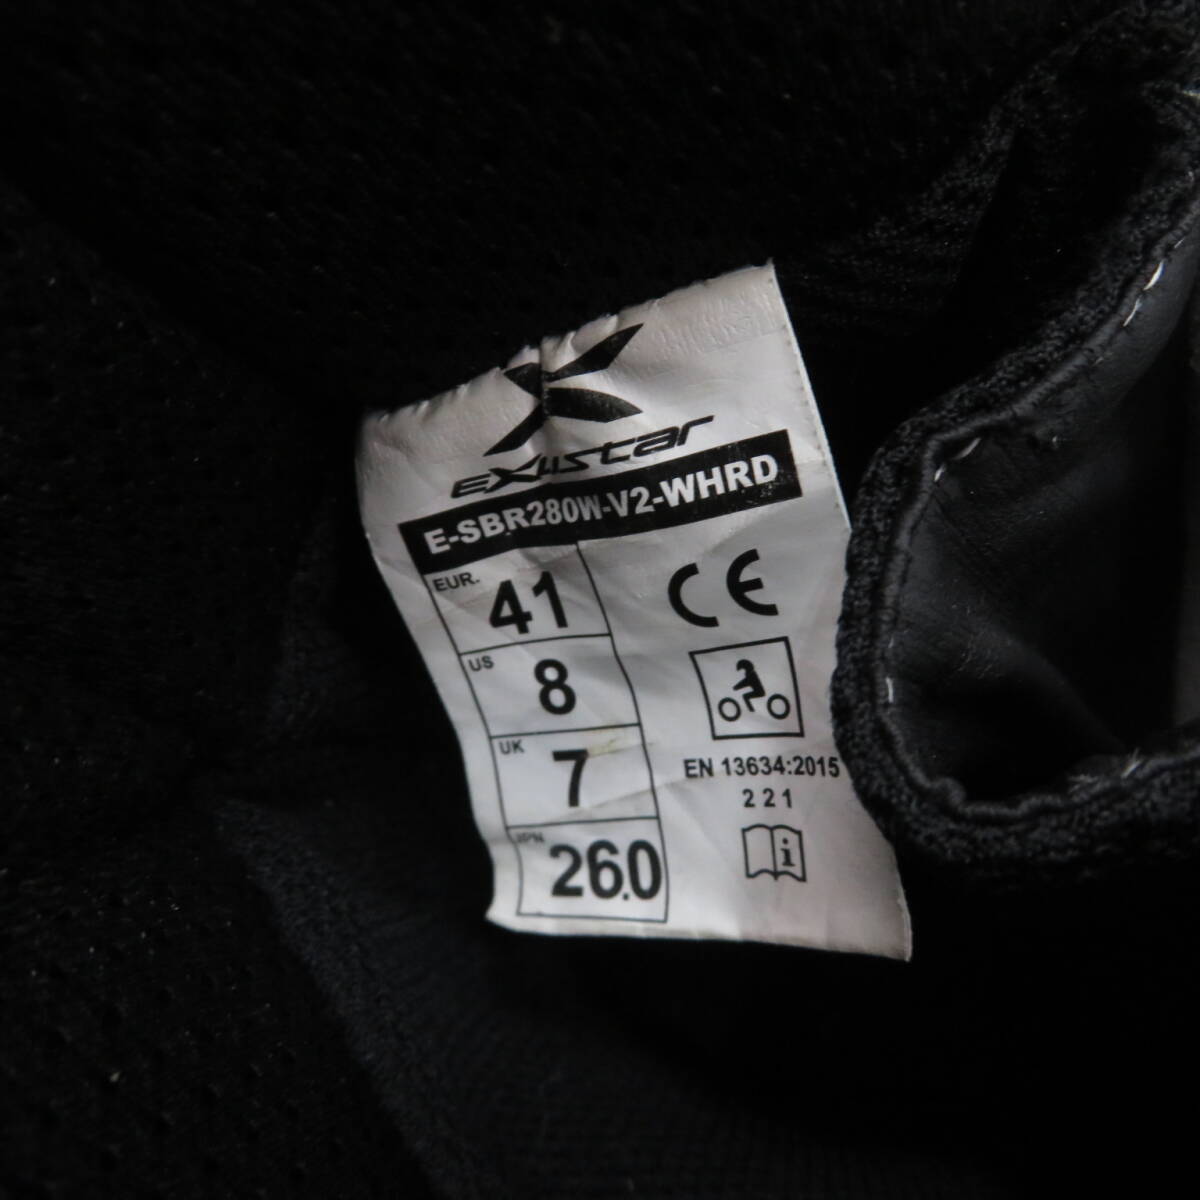 eXustar
E-SBR280W-V2-WHRD
EUR. 41
US 8
UK 7
JPN. 26.0
CE
EN 13634:2015
2 2 1
i